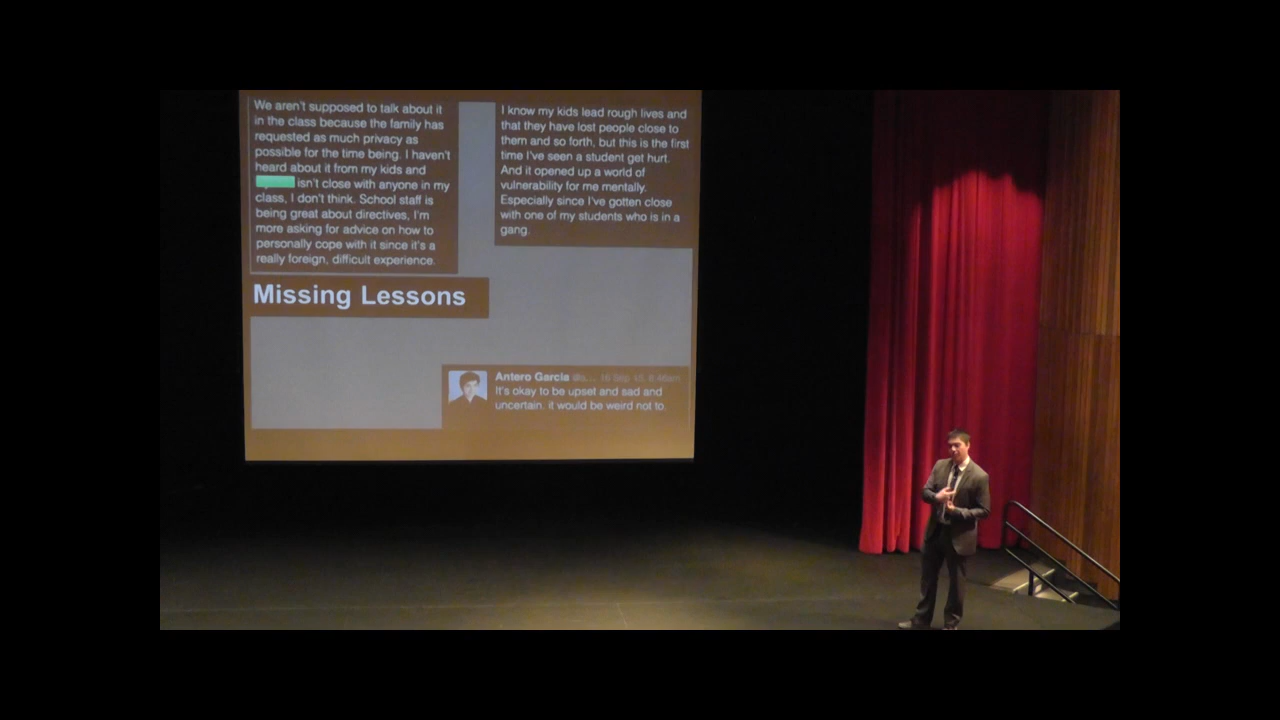 We aren't supposed to talk about it
in the class because the family has
requested as much privacy as
possible for the time being. I haven't
heard about it from my kids and
isn't close with anyone in my
class, I don't think. School staff is
being great about directives, I'm
more asking for advice on how to
personally cope with it since it's a
really foreign, difficult experience.
I know my kids lead rough lives and
that they have lost people close to
them and so forth, but this is the first
time I've seen a student get hurt.
And it opened up a world of
vulnerability for me mentally.
Especially since I've gotten close
with one of my students who is in a
gang.
Missing Lessons
Antero Garcia
It's okay to be upset and sad and
uncertain. it would be weird not to.